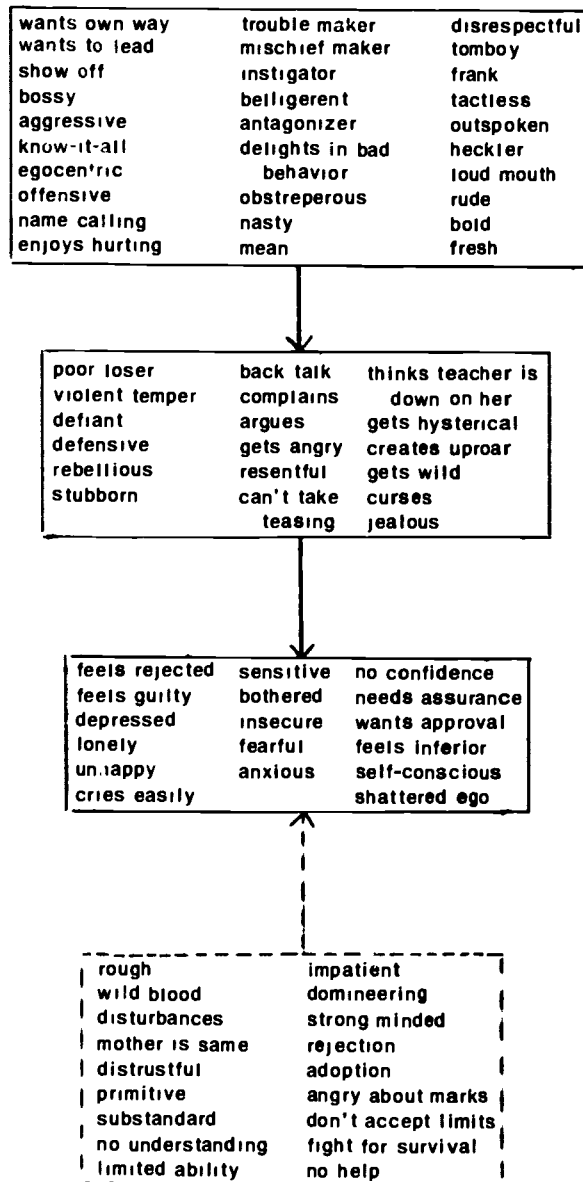 wants own way
wants to lead
show off
bossy
aggressive
know-it-all
egocentric
offensive
name calling
enjoys hurting
trouble maker
mischief maker
instigator
belligerent
antagonizer
delights in bad
behavior
obstreperous
nasty
mean
disrespectful
tomboy
frank
tactless
outspoken
heckler
loud mouth
rude
bold
fresh
poor loser
violent temper
defiant
defensive
rebellious
stubborn
back talk
complains
argues
gets angry
resentful
can't take
teasing
thinks teacher is
down on her
gets hysterical
creates uproar
gets wild
curses
jealous
feels rejected
feels guilty
depressed
lonely
unhappy
cries easily
sensitive
bothered
insecure
fearful
anxious
no confidence
needs assurance
wants approval
feels inferior
self-conscious
shattered ego
rough
wild blood
disturbances
mother is same
distrustful
primitive
substandard
no understanding
limited ability
impatient
domineering
strong minded
rejection
adoption
angry about marks
don't accept limits
fight for survival
no help